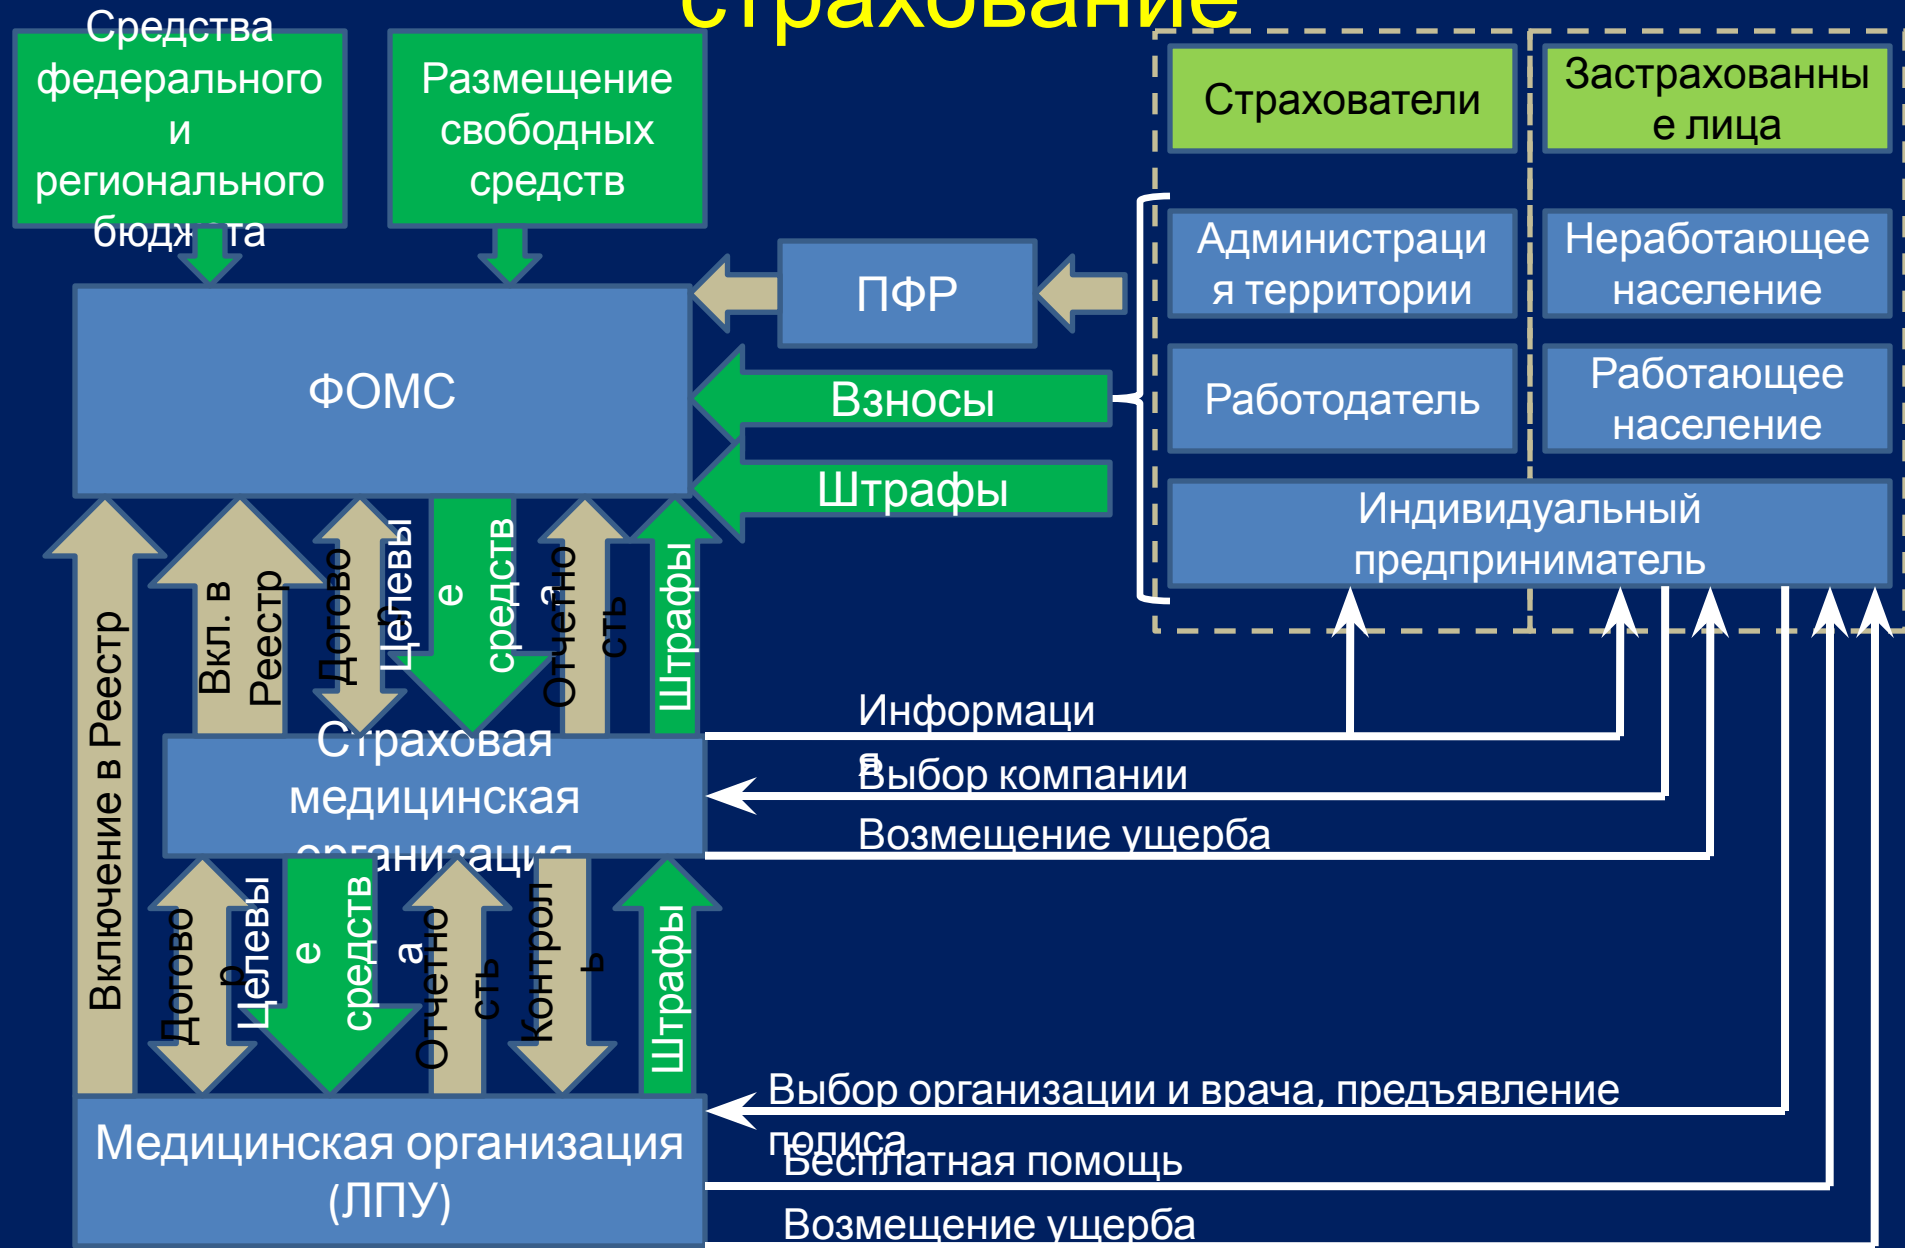 страхование
Средства
федерального
и
регионального
бюджета
Размещение
свободных
средств
Страхователи
Застрахованны
е лица
Администраци
я территории
Неработающее
население
ПФР
ФОМС
Взносы
Работодатель
Работающее
население
Штрафы
Индивидуальный
предприниматель
Включение в Реестр
Вкл. в
Реестр
Догово
р
Целевы
е
средств
а
Отчетно
сть
Штрафы
Информаци
я
Страховая
медицинская
организация
Выбор компании
Возмещение ущерба
Догово
р
Целевы
е
средств
а
Отчетно
сть
Контрол
ь
Штрафы
Выбор организации и врача, предъявление
полиса
Медицинская организация
(ЛПУ)
Бесплатная помощь
Возмещение ущерба